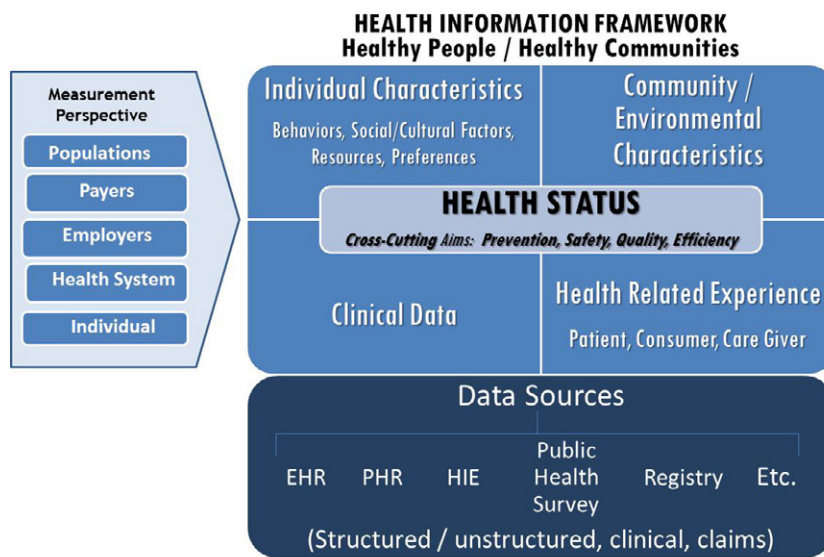 HEALTH INFORMATION FRAMEWORK
Healthy People / Healthy Communities
Measurement
Perspective
Populations
Payers
Employers
Health System
Individual
Individual Characteristics
Behaviors, Social/Cultural Factors,
Resources, Preferences
Community /
Environmental
Characteristics
HEALTH STATUS
Cross-Cutting Aims: Prevention, Safety, Quality, Efficiency
Clinical Data
Health Related Experience
Patient, Consumer, Care Giver
Data Sources
EHR
PHR
HIE
Public
Health
Survey
Registry
Etc.
(Structured / unstructured, clinical, claims)